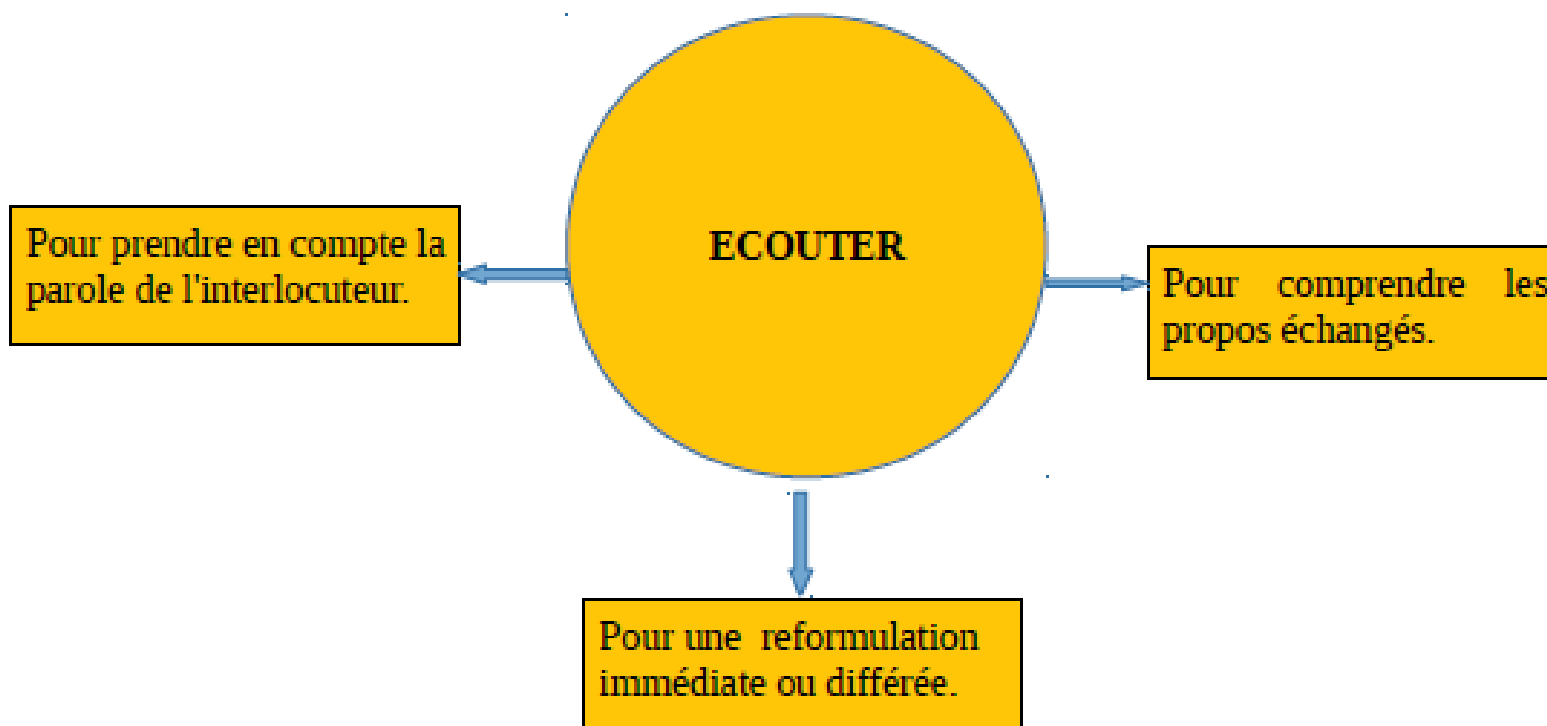 ECOUTER
Pour prendre en compte la
parole de l'interlocuteur.
Pour comprendre les
propos échangés.
Pour une reformulation
immédiate ou différée.